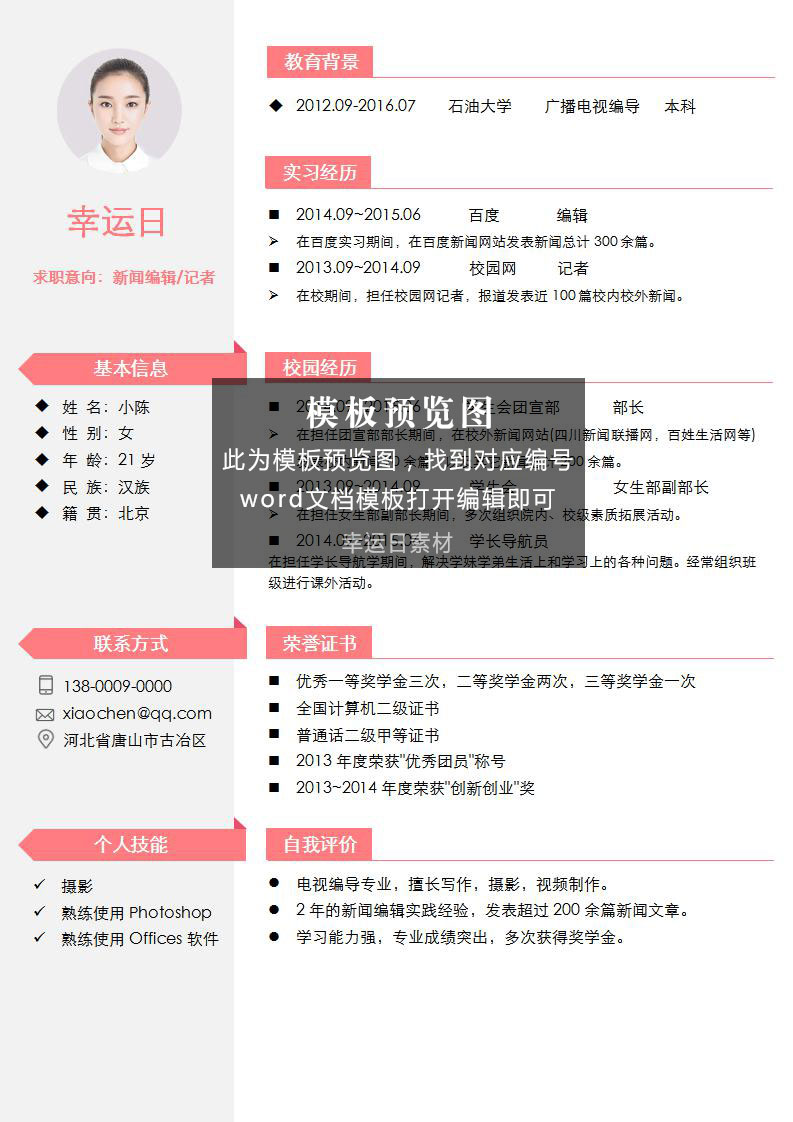 幸运日
求职意向：新闻编辑/记者
基本信息
姓 名：小陈
性 别：女
年 龄：21 岁
民 族：汉族
籍 贯：北京
联系方式
138-0009-0000
xiaochen@qq.com
河北省唐山市古冶区
个人技能
摄影
熟练使用 Photoshop
熟练使用 Offices 软件
教育背景
2012.09-2016.07 石油大学 广播电视编导 本科
实习经历
2014.09~2015.06 百度 编辑
在百度实习期间，在百度新闻网站发表新闻总计 300 余篇。
2013.09~2014.09 校园网 记者
在校期间，担任校园网记者，报道发表近 100 篇校内校外新闻。
校园经历
学生会团宣部 部长
在担任团宣部部长期间，在校外新闻网站(四川新闻联播网，百姓生活网等)
余篇。
2013.09~2014.09 学生会 女生部副部长
在担任女生部副部长期间，多次组织院内、校级素质拓展活动。
学长导航员
在担任学长导航学期间，解决学妹学弟生活上和学习上的各种问题。经常组织班
级进行课外活动。
模板预览图
此为模板预览图，找到对应编号
word文档模板打开编辑即可
幸运日素材
荣誉证书
优秀一等奖学金三次，二等奖学金两次，三等奖学金一次
全国计算机二级证书
普通话二级甲等证书
2013 年度荣获"优秀团员"称号
2013~2014 年度荣获"创新创业"奖
自我评价
电视编导专业，擅长写作，摄影，视频制作。
2 年的新闻编辑实践经验，发表超过 200 余篇新闻文章。
学习能力强，专业成绩突出，多次获得奖学金。